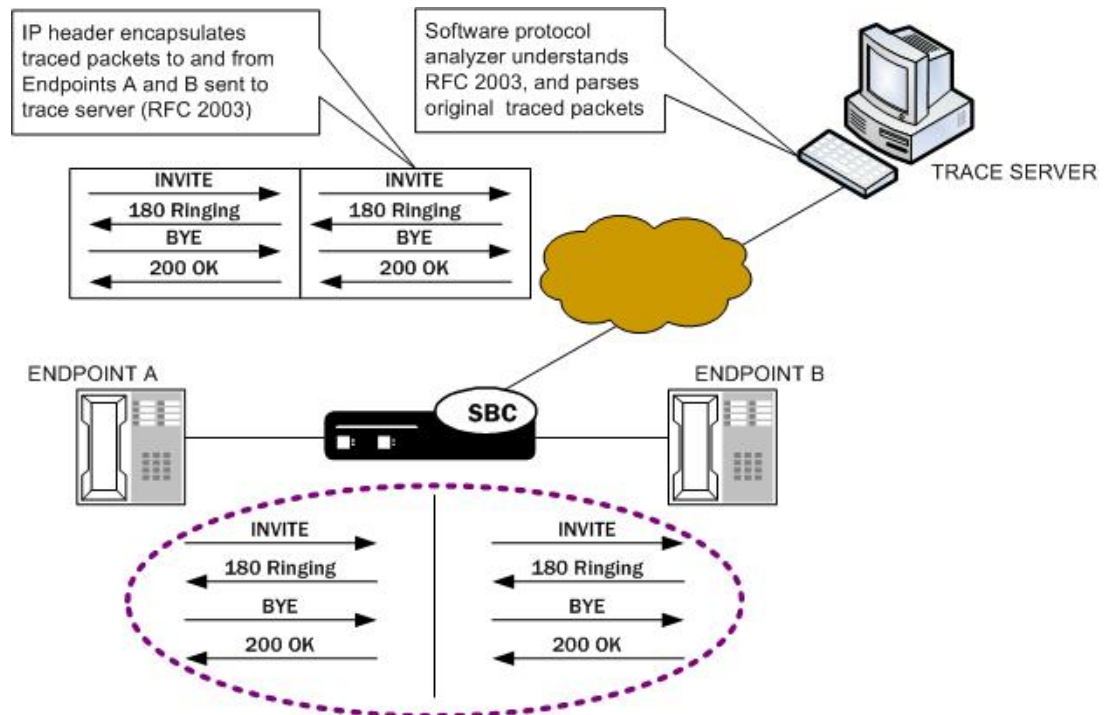 IP header encapsulates
traced packets to and from
Endpoints A and B sent to
trace server (RFC 2003)
Software protocol
analyzer understands
RFC 2003, and parses
original traced packets
TRACE SERVER
INVITE
180 Ringing
BYE
200 OK
INVITE
180 Ringing
BYE
200 OK
ENDPOINT A
SBC
ENDPOINT B
INVITE
180 Ringing
BYE
200 OK
INVITE
180 Ringing
BYE
200 OK